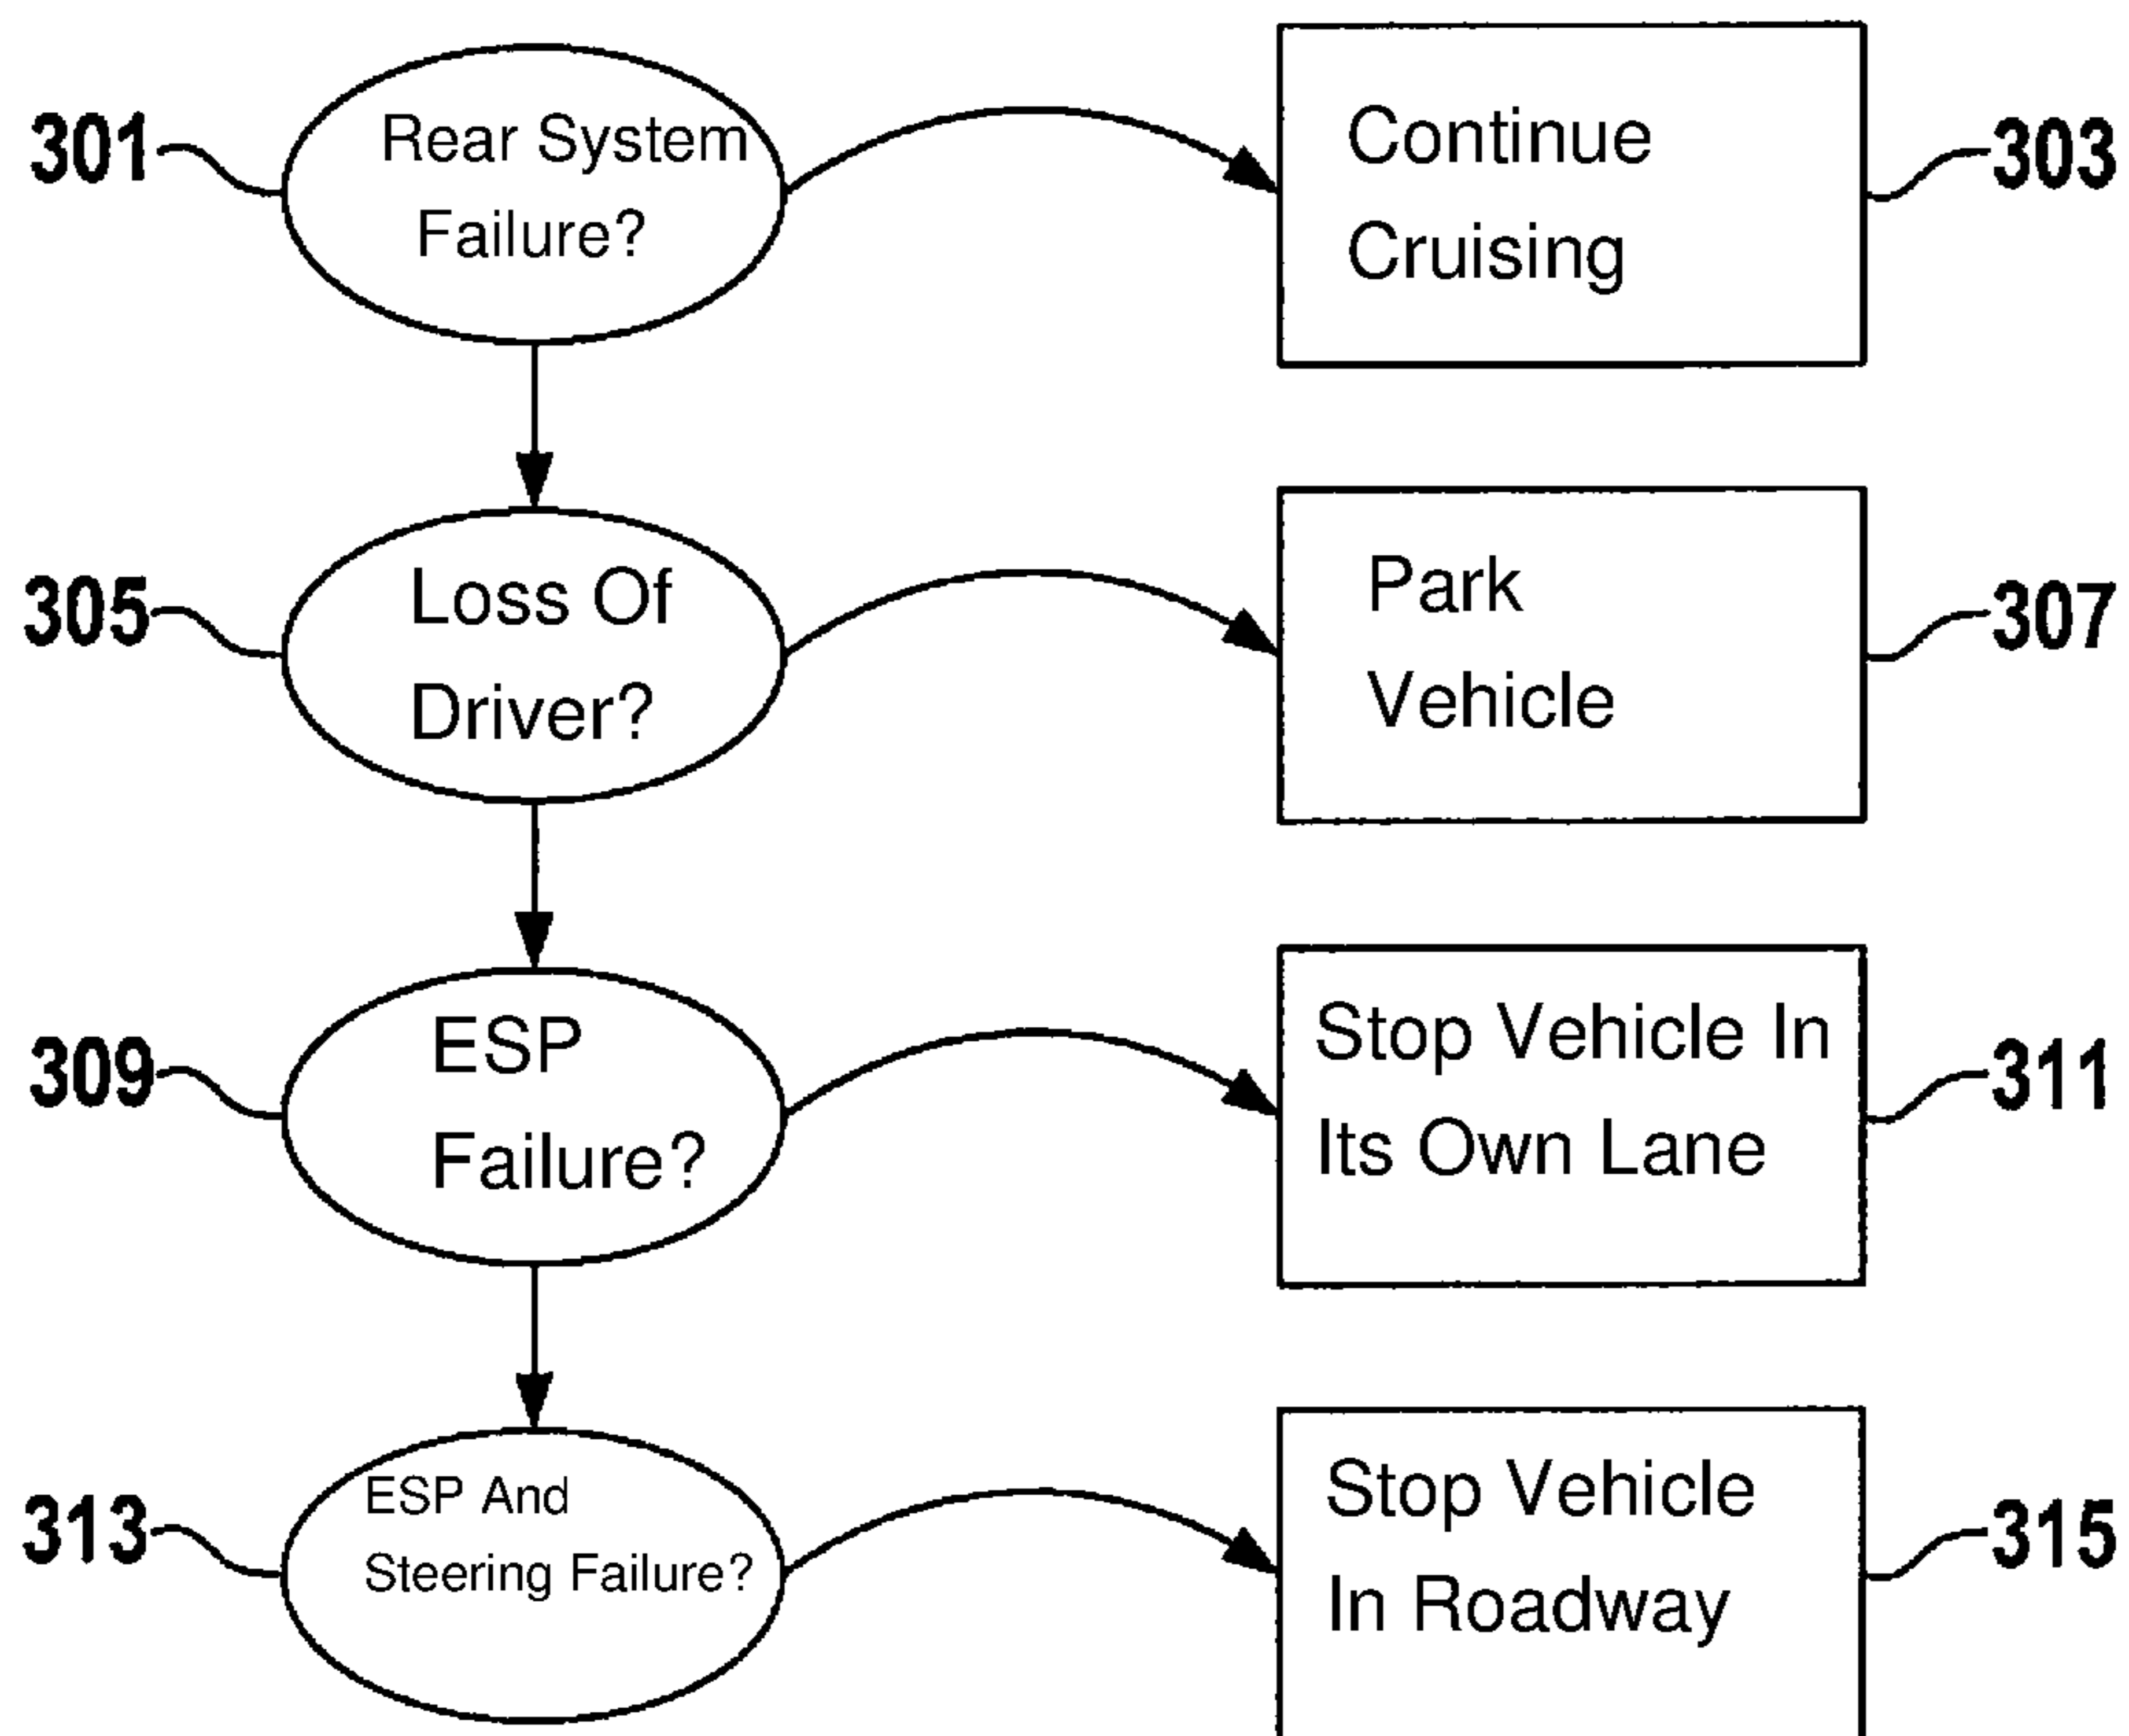 301
Rear System
Failure?
Continue
Cruising
303
305
Loss Of
Driver?
Park
Vehicle
307
309
ESP
Failure?
Stop Vehicle In
Its Own Lane
311
313
ESP And
Steering Failure?
Stop Vehicle
In Roadway
315